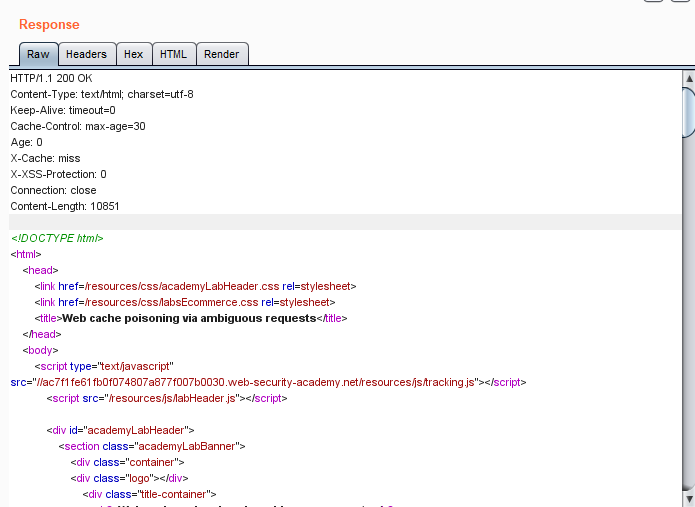 Response
Raw Headers Hex HTML Render
HTTP/1.1 200 OK
Content-Type: text/html; charset=utf-8
Keep-Alive: timeout=0
Cache-Control: max-age=30
Age: 0
X-Cache: miss
X-XSS-Protection: 0
Connection: close
Content-Length: 10851
<!DOCTYPE html>
<html>
<head>
<link href=/resources/css/academyLabHeader.css rel=stylesheet>
<link href=/resources/css/labsEcommerce.css rel=stylesheet>
<title>Web cache poisoning via ambiguous requests</title>
</head>
<body>
<script type="text/javascript"
src="//ac7f1fe61fb0f074807a877f007b0030.web-security-academy.net/resources/js/tracking.js"></script>
<script src="/resources/js/labHeader.js"></script>
<div id="academyLabHeader">
<section class="academyLabBanner">
<div class="container">
<div class="logo"></div>
<div class="title-container">